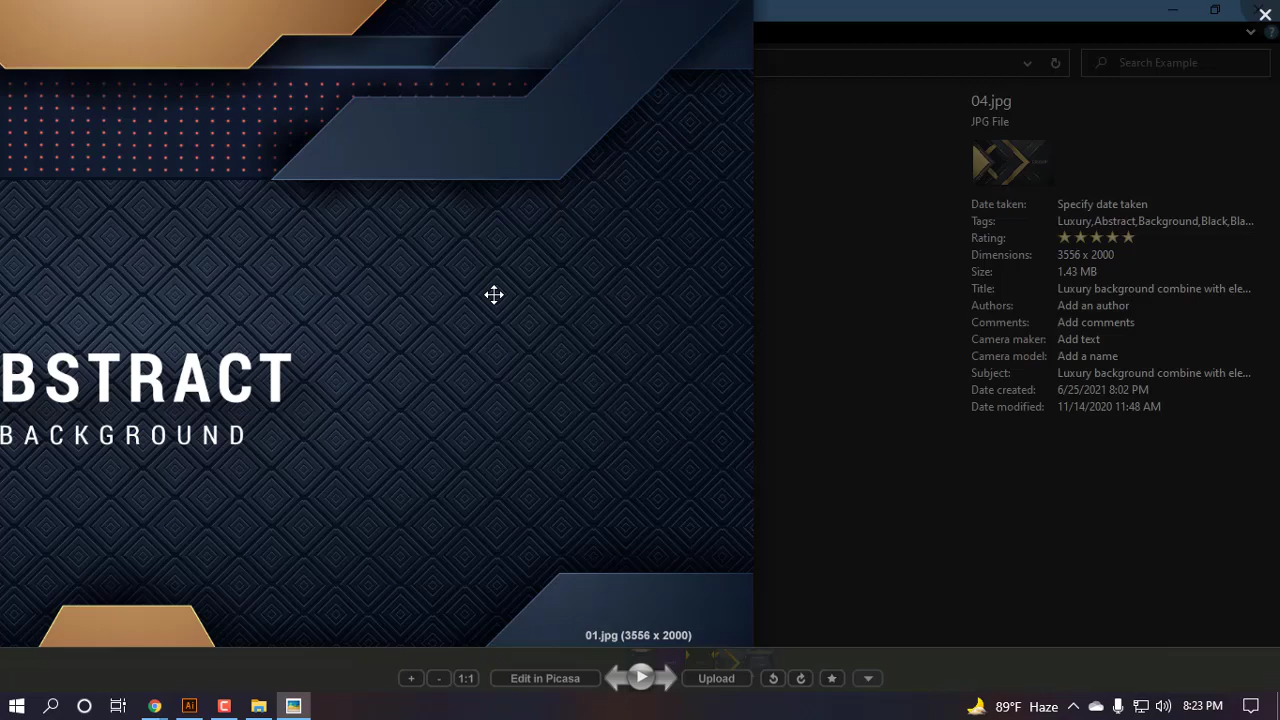 Search Example
04.jpg
JPG File
Date taken: Specify date taken
Tags: Luxury,Abstract,Background,Black,Bla...
Rating:
Dimensions: 3556 x 2000
Size: 1.43 MB
Title: Luxury background combine with ele...
Authors: Add an author
Comments: Add comments
Camera maker: Add text
Camera model: Add a name
Subject: Luxury background combine with ele...
Date created: 6/25/2021 8:02 PM
Date modified: 11/14/2020 11:48 AM
BSTRACT
BACKGROUND
01.jpg (3556 x 2000)
+ - 1:1 Edit in Picasa Upload
Ai C 89°F Haze 8:23 PM